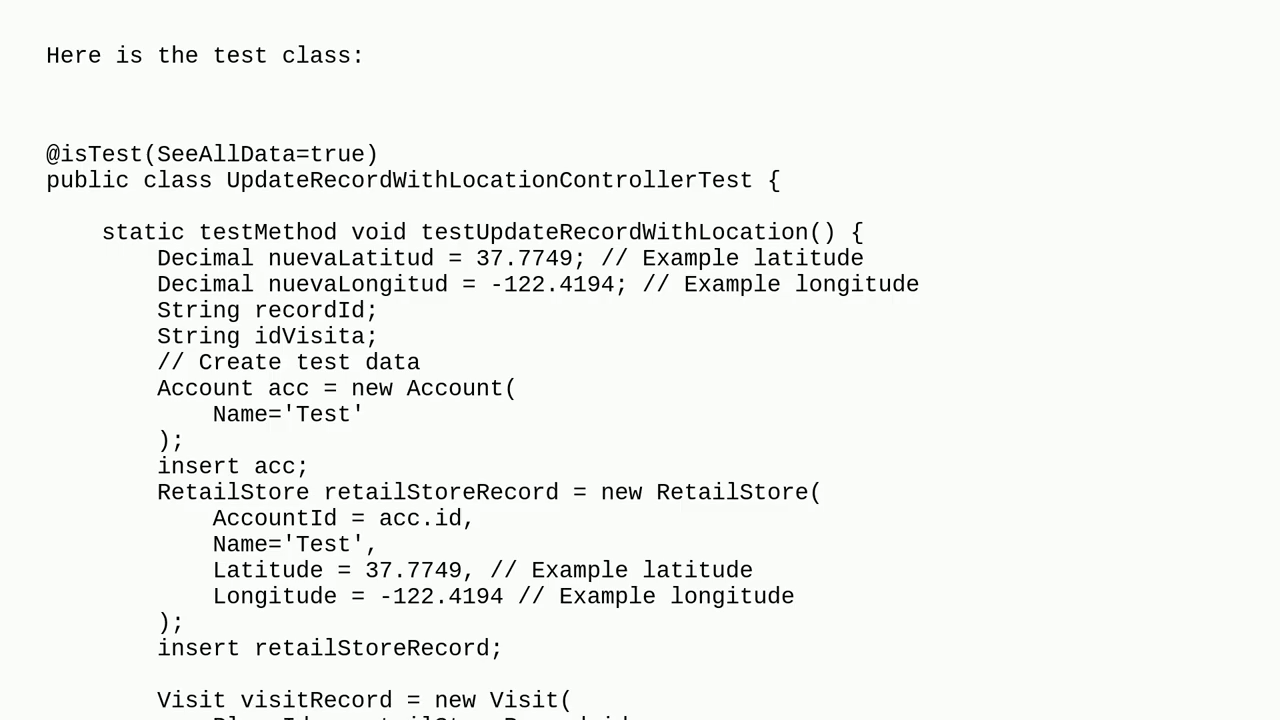 Here is the test class:
@isTest(SeeAllData=true)
public class UpdateRecordWithLocationControllerTest {
static testMethod void testUpdateRecordWithLocation() {
Decimal nuevaLatitud = 37.7749; // Example latitude
Decimal nuevaLongitud = -122.4194; // Example longitude
String recordId;
String idVisita;
// Create test data
Account acc = new Account(
Name='Test'
);
insert acc;
RetailStore retailStoreRecord = new RetailStore(
AccountId = acc.id,
Name='Test',
Latitude = 37.7749, // Example latitude
Longitude = -122.4194 // Example longitude
);
insert retailStoreRecord;
Visit visitRecord = new Visit(